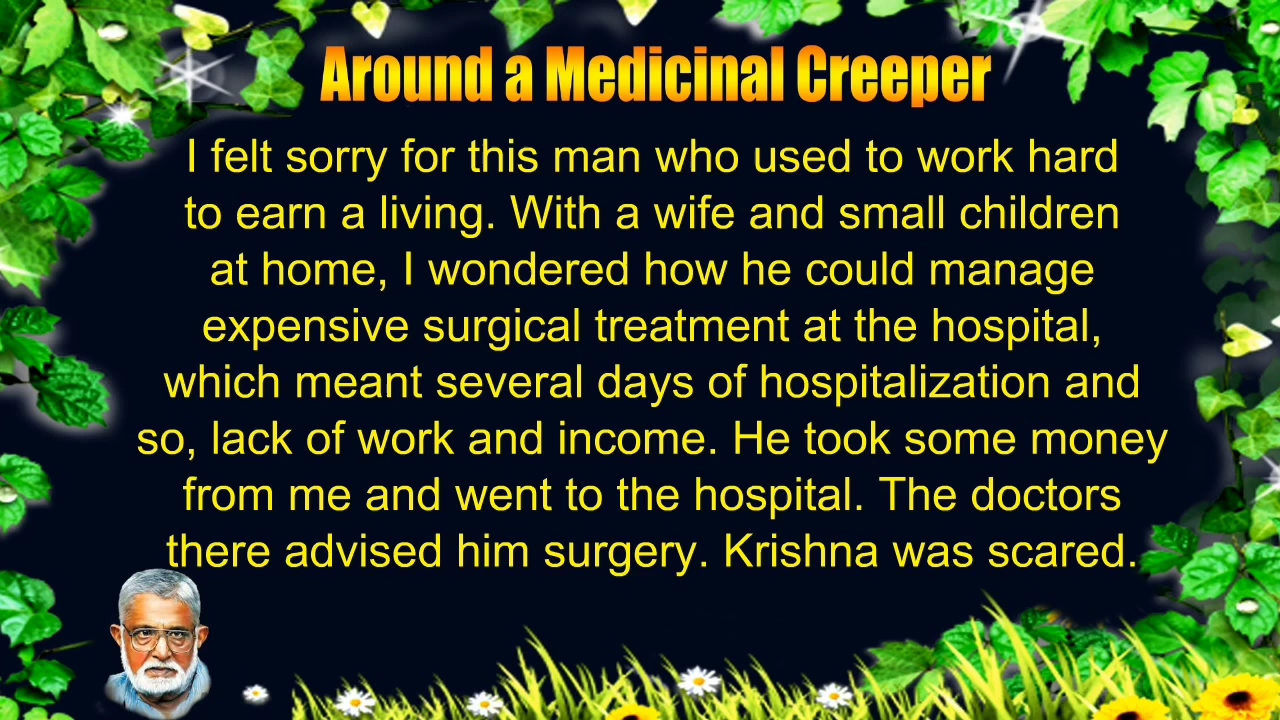 Around a Medicinal Creeper
I felt sorry for this man who used to work hard
to earn a living. With a wife and small children
at home, I wondered how he could manage
expensive surgical treatment at the hospital,
which meant several days of hospitalization and
so, lack of work and income. He took some money
from me and went to the hospital. The doctors
there advised him surgery. Krishna was scared.